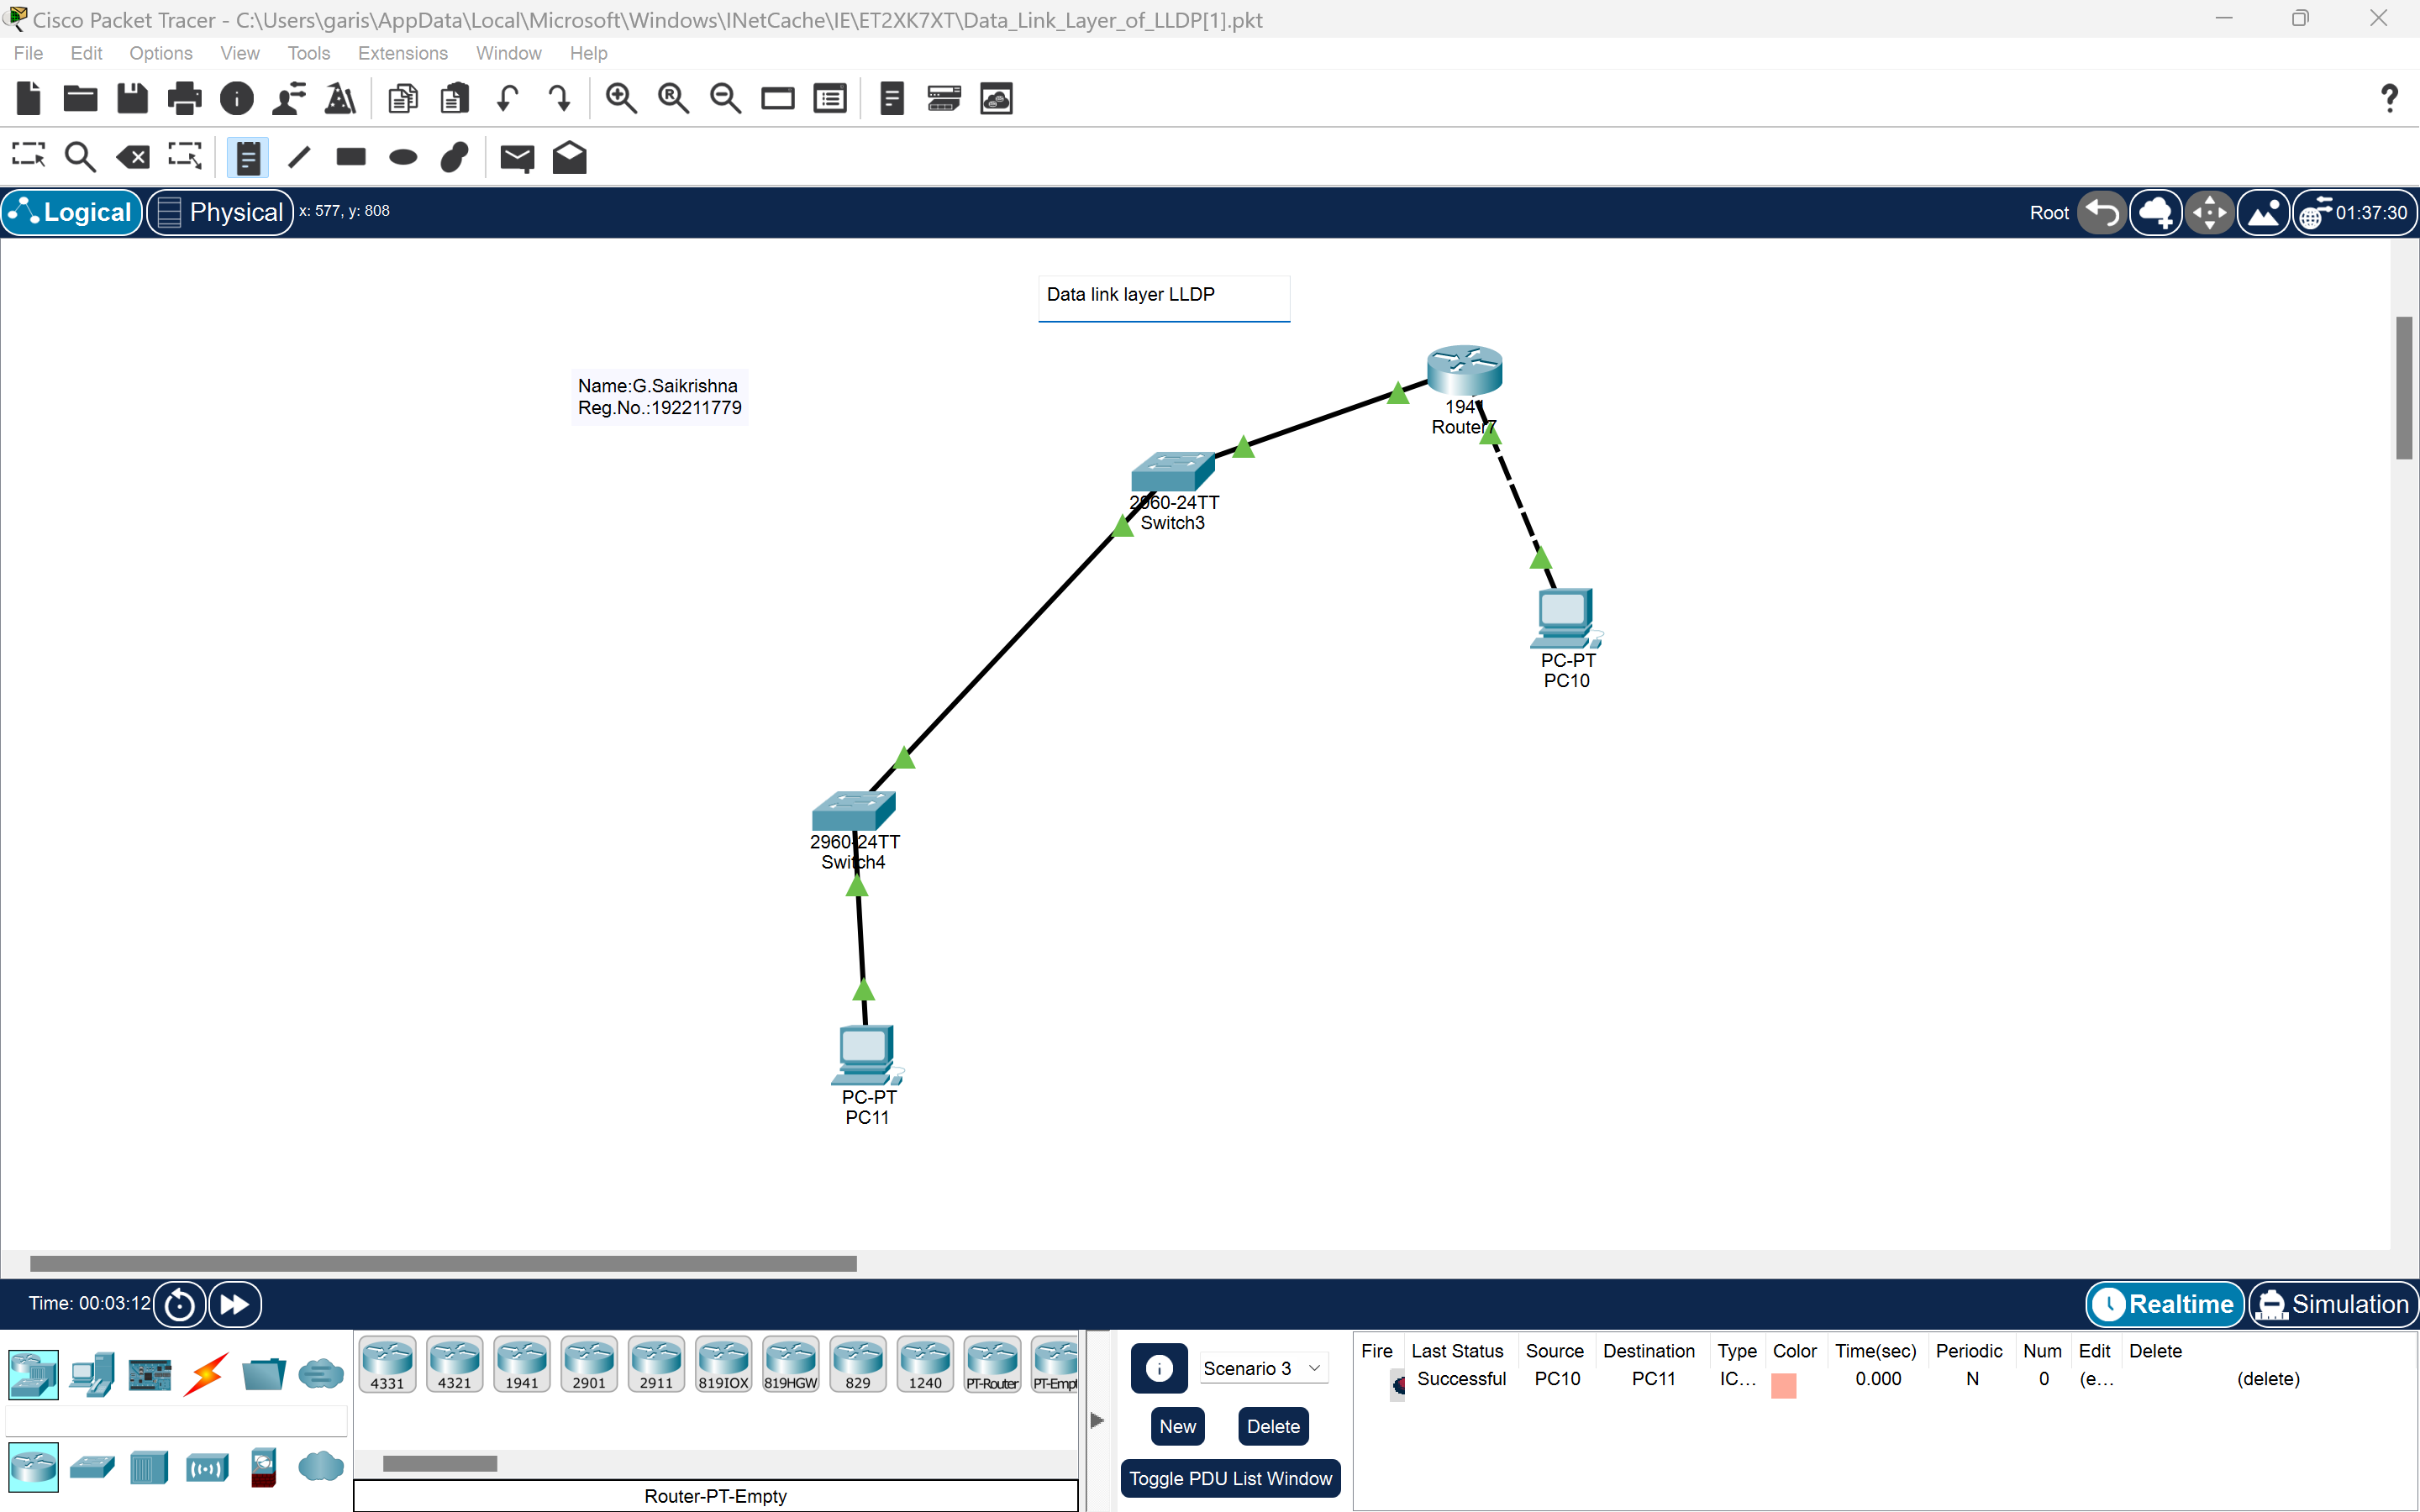 Cisco Packet Tracer - C:\Users\garis\AppData\Local\Microsoft\Windows\INetCache\IE\ET2XK7XT\Data_Link_Layer_of_LLDP[1].pkt
File Edit Options View Tools Extensions Window Help
Logical Physical x: 577, y: 808 Root 01:37:30
Data link layer LLDP
Name:G.Saikrishna
Reg.No.:192211779
1941
Router7
2960-24TT
Switch3
PC-PT
PC10
2960-24TT
Switch4
PC-PT
PC11
Time: 00:03:12 Realtime Simulation
4331 4321 1941 2901 2911 819IOX 819HGW 829 1240 PT-Router PT-Empt
Router-PT-Empty
Scenario 3
New Delete
Toggle PDU List Window
Fire Last Status Source Destination Type Color Time(sec) Periodic Num Edit Delete
Successful PC10 PC11 IC... 0.000 N 0 (e... (delete)